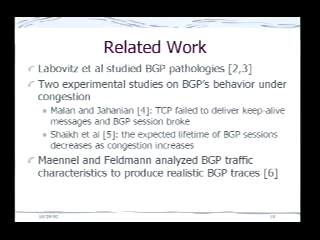 Related Work
Labovitz et al studied BGP pathologies [2,3]
Two experimental studies on BGP's behavior under
congestion
Malan and Jahanian [4]: TCP failed to deliver keep-alive
messages and BGP session broke
Shaikh et al [5]: the expected lifetime of BGP sessions
decreases as congestion increases
Maennel and Feldmann analyzed BGP traffic
characteristics to produce realistic BGP traces [6]